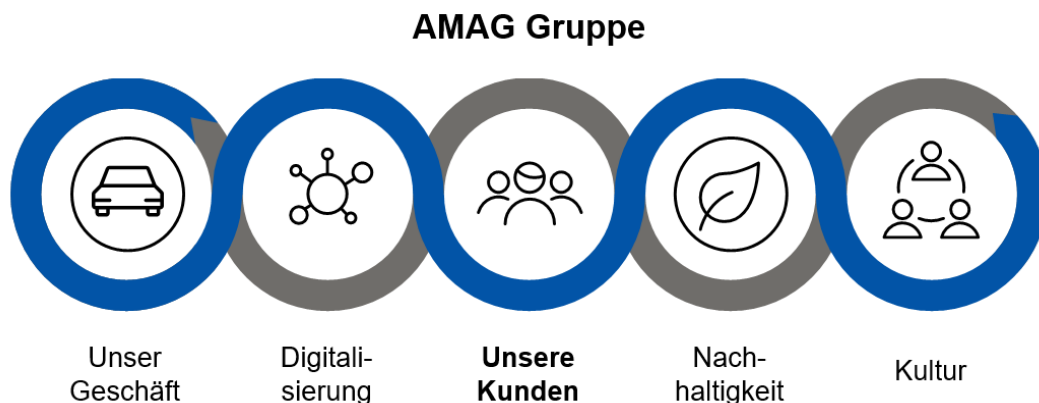 AMAG Gruppe
Unser
Geschäft
Digitali-
sierung
Unsere
Kunden
Nach-
haltigkeit
Kultur